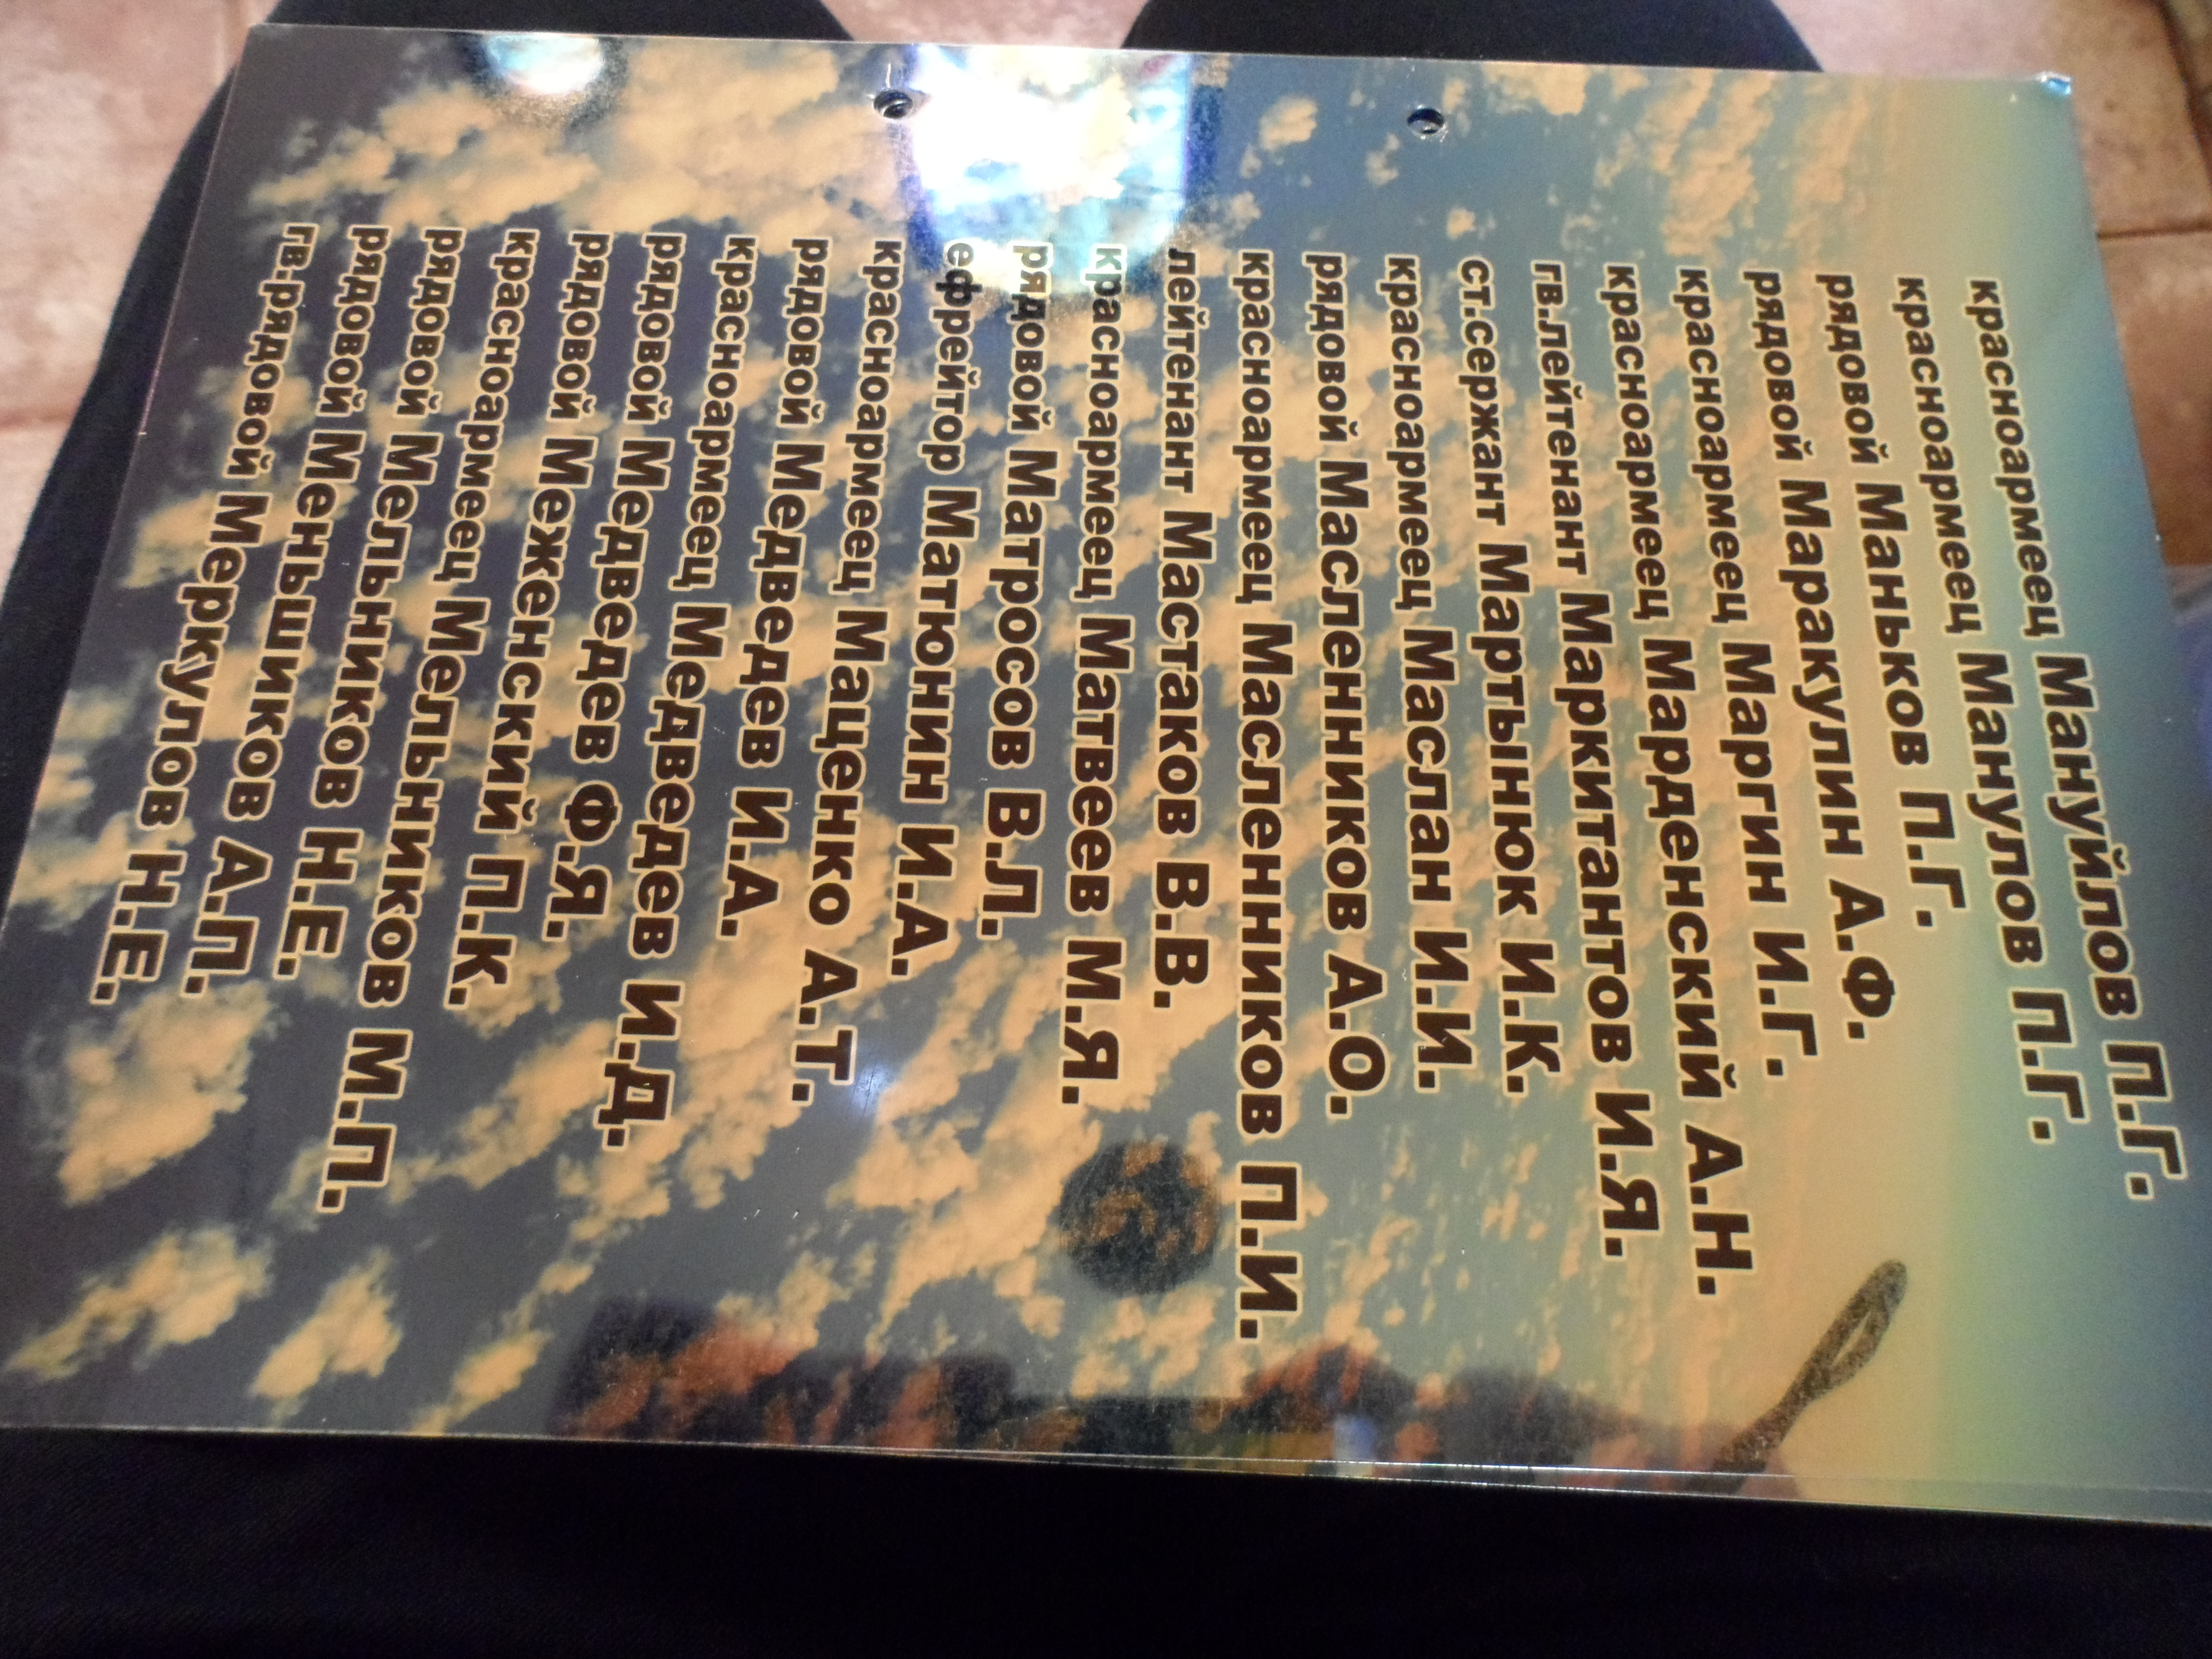 красноармеец Мануйлов П.Г.
красноармеец Манулов П.Г.
рядовой Маньков П.Г.
рядовой Маракулин А.Ф.
красноармеец Маргин И.Г.
красноармеец Марденский А.Н.
гв.лейтенант Маркитантов И.Я.
ст.сержант Мартынюк И.К.
красноармеец Маслан И.И.
рядовой Масленников А.О.
красноармеец Масленников П.И.
лейтенант Мастаков В.В.
красноармеец Матвеев М.Я.
рядовой Матросов В.Л.
ефрейтор Матюнин И.А.
красноармеец Маценко А.Т.
рядовой Медведев И.А.
красноармеец Медведев И.Д.
рядовой Медведев Ф.Я.
рядовой Меженский П.К.
красноармеец Мельников М.П.
рядовой Мельников Н.Е.
рядовой Меньшиков А.П.
гв.рядовой Меркулов Н.Е.